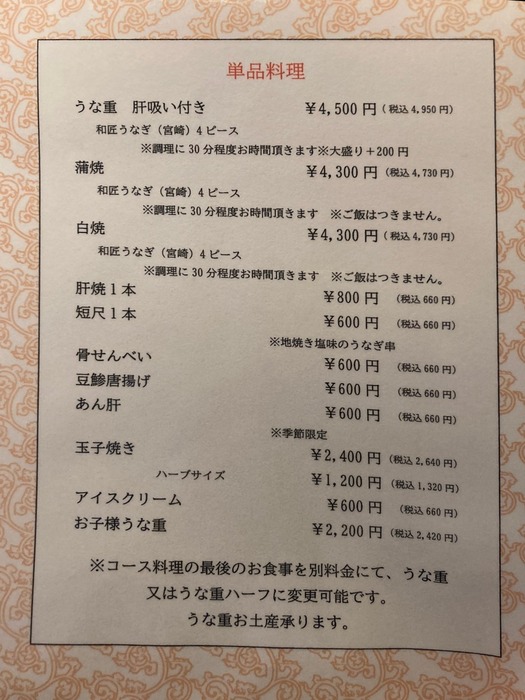 単品料理
うな重 肝吸い付き ¥4,500円(税込4,950円)
和匠うなぎ(宮崎)4ピース
※調理に30分程度お時間頂きます※大盛り+200円
蒲焼 ¥4,300円(税込4,730円)
和匠うなぎ(宮崎)4ピース
※調理に30分程度お時間頂きます ※ご飯はつきません。
白焼 ¥4,300円(税込4,730円)
和匠うなぎ(宮崎)4ピース
※調理に30分程度お時間頂きます ※ご飯はつきません。
肝焼1本 ¥800円(税込660円)
短尺1本 ¥600円(税込660円)
※地焼き塩味のうなぎ串
骨せんべい ¥600円(税込660円)
豆鯵唐揚げ ¥600円(税込660円)
あん肝 ¥600円(税込660円)
※季節限定
玉子焼き ¥2,400円(税込2,640円)
ハーブサイズ ¥1,200円(税込1,320円)
アイスクリーム ¥600円(税込660円)
お子様うな重 ¥2,200円(税込2,420円)
※コース料理の最後のお食事を別料金にて、うな重
又はうな重ハーフに変更可能です。
うな重お土産承ります。